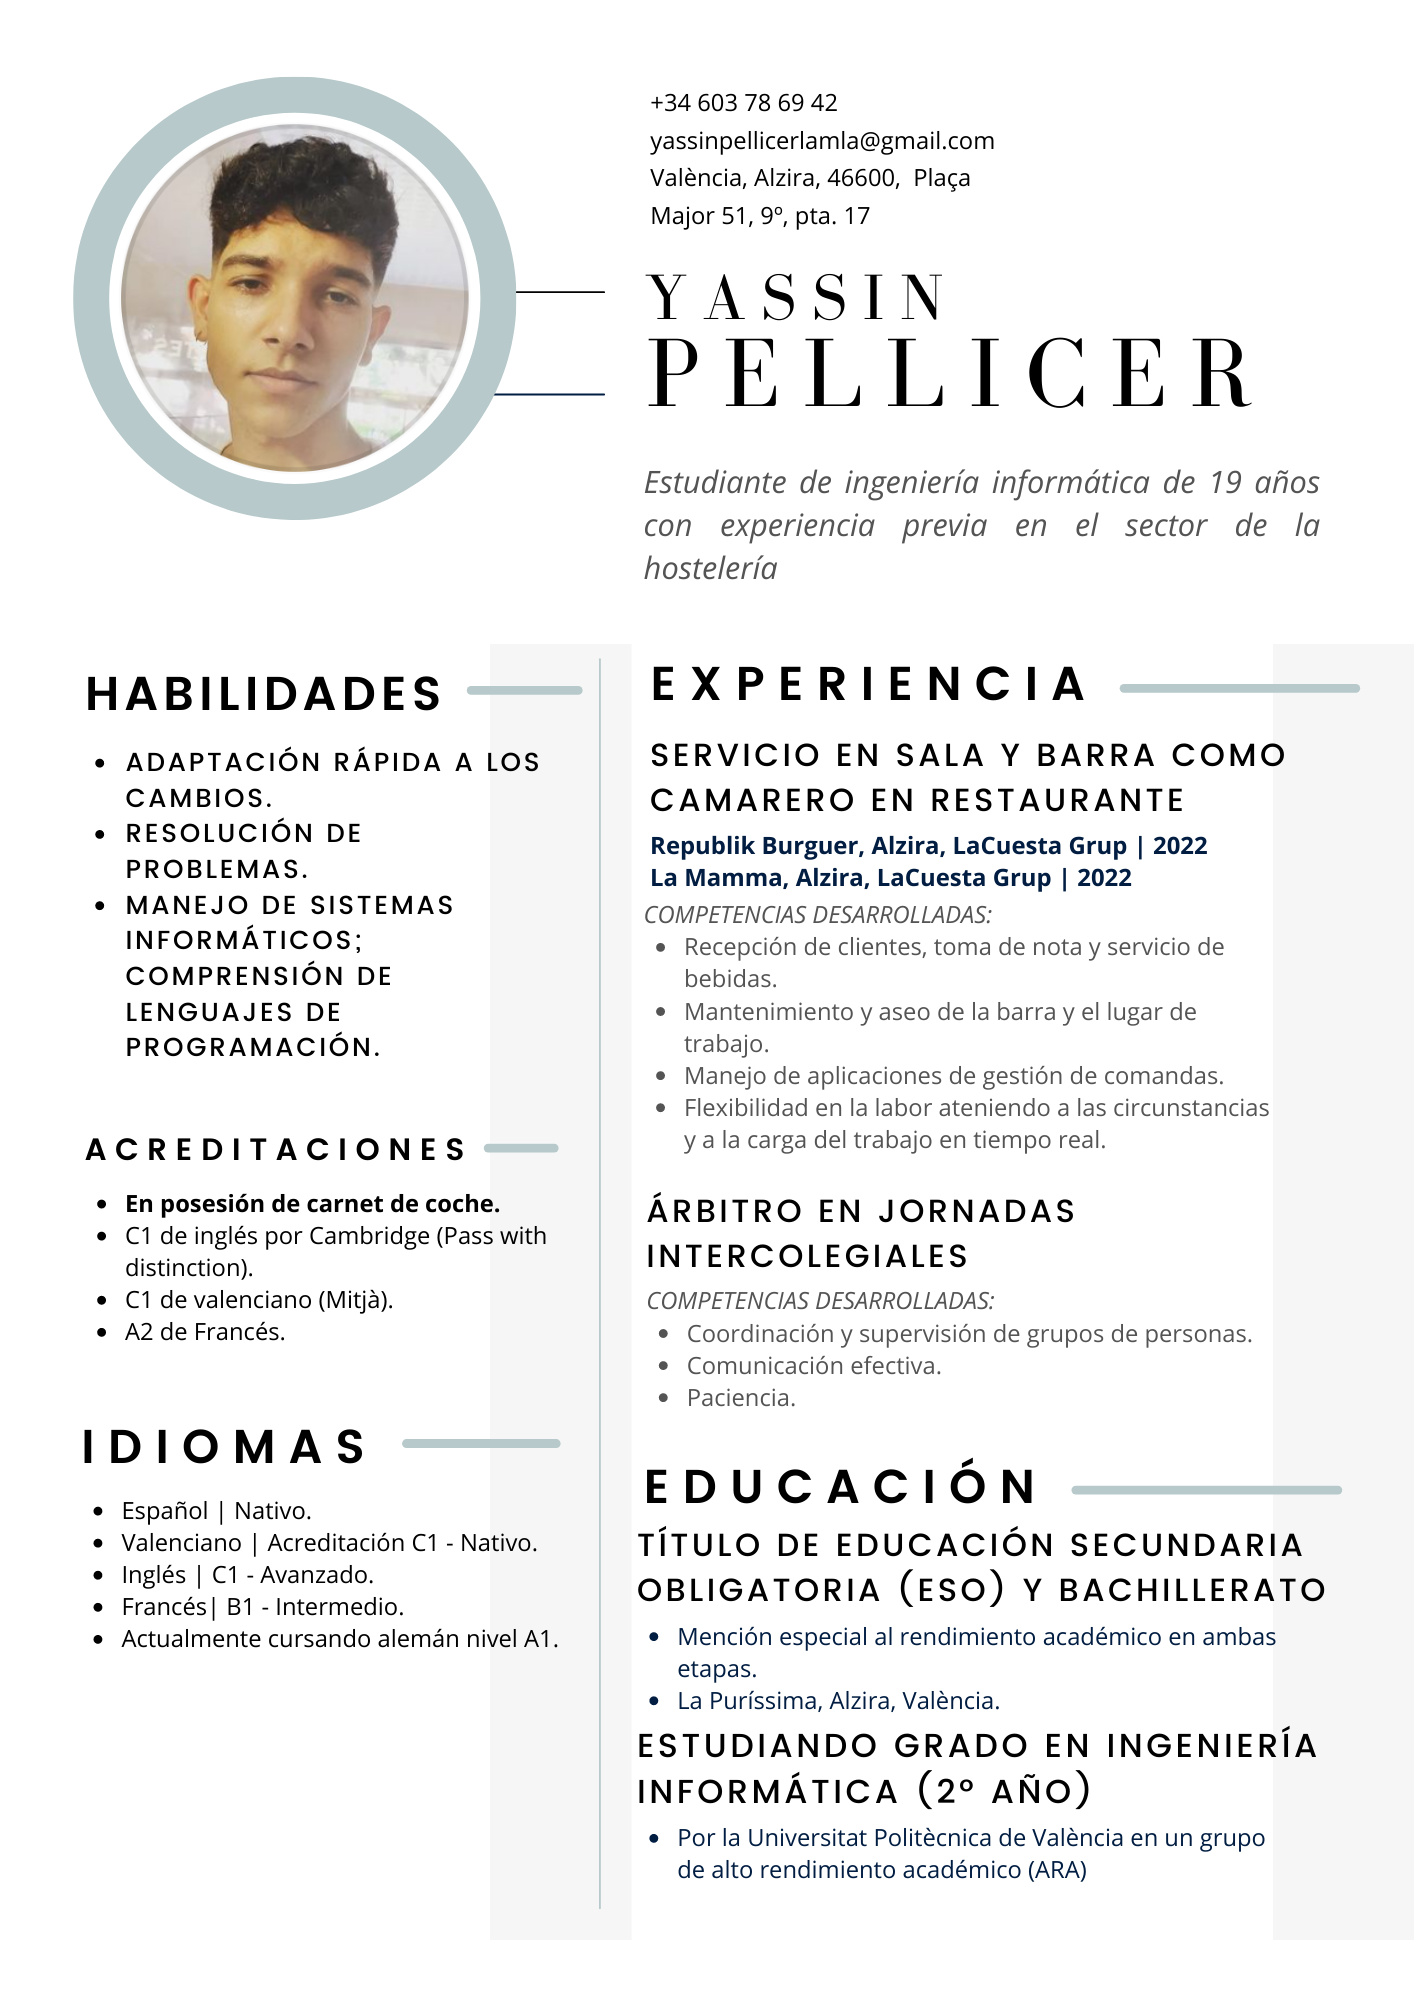 +34 603 78 69 42
yassinpellicerlamla@gmail.com
València, Alzira, 46600, Plaça
Major 51, 9º, pta. 17
YASSIN
PELLICER
Estudiante de ingeniería informática de 19 años
con experiencia previa en el sector de la
hostelería
HABILIDADES
• ADAPTACIÓN RÁPIDA A LOS
CAMBIOS.
• RESOLUCIÓN DE
PROBLEMAS.
• MANEJO DE SISTEMAS
INFORMÁTICOS;
COMPRENSIÓN DE
LENGUAJES DE
PROGRAMACIÓN.
ACREDITACIONES
• En posesión de carnet de coche.
• C1 de inglés por Cambridge (Pass with
distinction).
• C1 de valenciano (Mitjà).
• A2 de Francés.
IDIOMAS
• Español | Nativo.
• Valenciano | Acreditación C1 - Nativo.
• Inglés | C1 - Avanzado.
• Francés| B1 - Intermedio.
• Actualmente cursando alemán nivel A1.
EXPERIENCIA
SERVICIO EN SALA Y BARRA COMO
CAMARERO EN RESTAURANTE
Republik Burguer, Alzira, LaCuesta Grup | 2022
La Mamma, Alzira, LaCuesta Grup | 2022
COMPETENCIAS DESARROLLADAS:
• Recepción de clientes, toma de nota y servicio de
bebidas.
• Mantenimiento y aseo de la barra y el lugar de
trabajo.
• Manejo de aplicaciones de gestión de comandas.
• Flexibilidad en la labor ateniendo a las circunstancias
y a la carga del trabajo en tiempo real.
ÁRBITRO EN JORNADAS
INTERCOLEGIALES
COMPETENCIAS DESARROLLADAS:
• Coordinación y supervisión de grupos de personas.
• Comunicación efectiva.
• Paciencia.
EDUCACIÓN
TÍTULO DE EDUCACIÓN SECUNDARIA
OBLIGATORIA (ESO) Y BACHILLERATO
• Mención especial al rendimiento académico en ambas
etapas.
• La Puríssima, Alzira, València.
ESTUDIANDO GRADO EN INGENIERÍA
INFORMÁTICA (2º AÑO)
• Por la Universitat Politècnica de València en un grupo
de alto rendimiento académico (ARA)